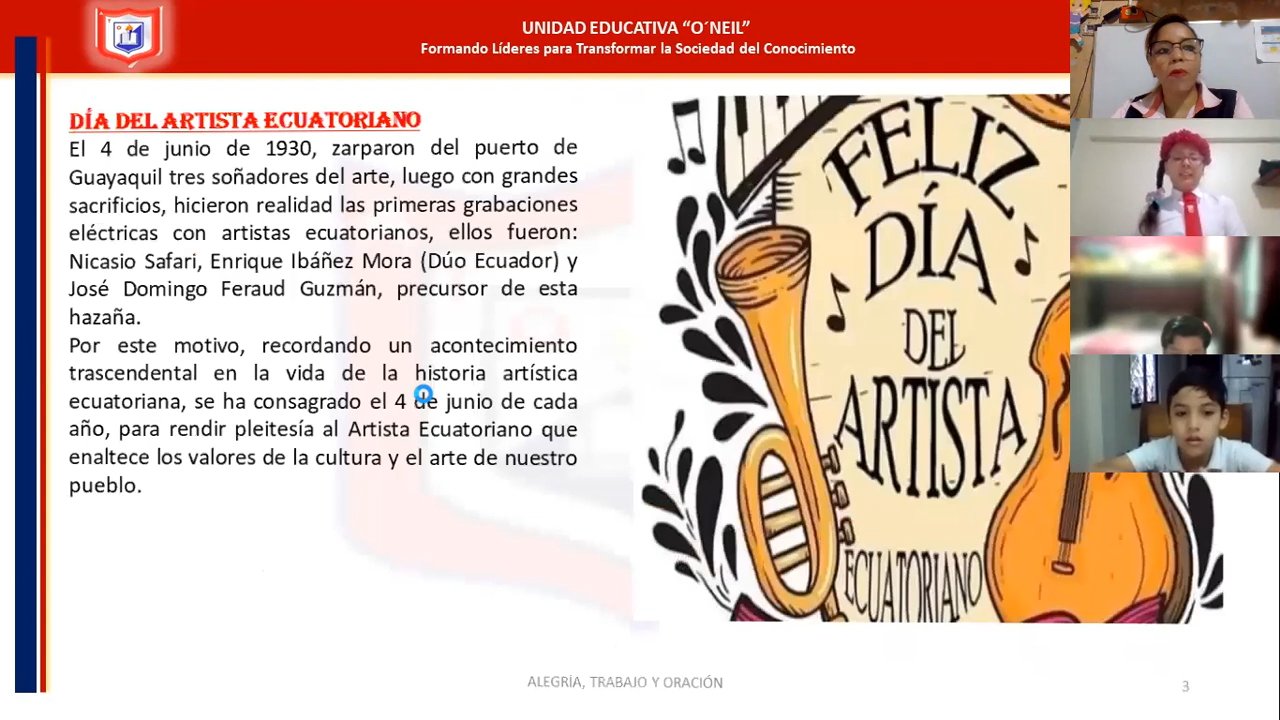 UNIDAD EDUCATIVA “O´NEIL”
Formando Líderes para Transformar la Sociedad del Conocimiento
DÍA DEL ARTISTA ECUATORIANO
El 4 de junio de 1930, zarparon del puerto de
Guayaquil tres soñadores del arte, luego con grandes
sacrificios, hicieron realidad las primeras grabaciones
eléctricas con artistas ecuatorianos, ellos fueron:
Nicasio Safari, Enrique Ibáñez Mora (Dúo Ecuador) y
José Domingo Feraud Guzmán, precursor de esta
hazaña.
Por este motivo, recordando un acontecimiento
trascendental en la vida de la historia artística
ecuatoriana, se ha consagrado el 4 de junio de cada
año, para rendir pleitesía al Artista Ecuatoriano que
enaltece los valores de la cultura y el arte de nuestro
pueblo.
FELIZ
DÍA
DEL
ARTISTA
ECUATORIANO
ALEGRÍA, TRABAJO Y ORACIÓN
3